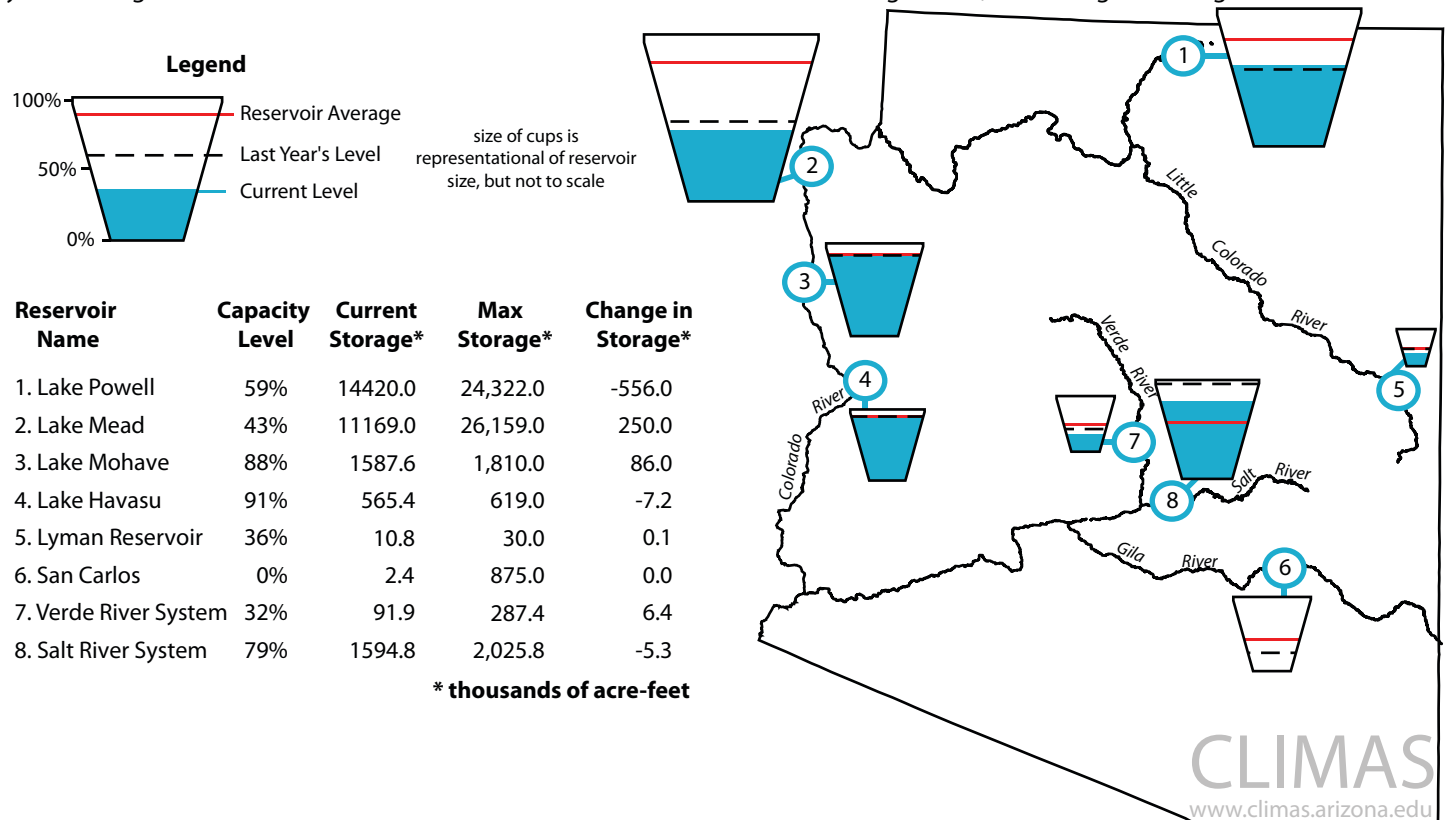 Legend
100%
50%
0%
Reservoir Average
Last Year's Level
Current Level
size of cups is
representational of reservoir
size, but not to scale
Reservoir Name Capacity Level Current Storage* Max Storage* Change in Storage*
1. Lake Powell 59% 14420.0 24,322.0 -556.0
2. Lake Mead 43% 11169.0 26,159.0 250.0
3. Lake Mohave 88% 1587.6 1,810.0 86.0
4. Lake Havasu 91% 565.4 619.0 -7.2
5. Lyman Reservoir 36% 10.8 30.0 0.1
6. San Carlos 0% 2.4 875.0 0.0
7. Verde River System 32% 91.9 287.4 6.4
8. Salt River System 79% 1594.8 2,025.8 -5.3
* thousands of acre-feet
1
2
3
4
5
6
7
8
Little
Colorado
River
Verde
River
Colorado
River
Salt
River
Gila
River
CLIMAS
www.climas.arizona.edu